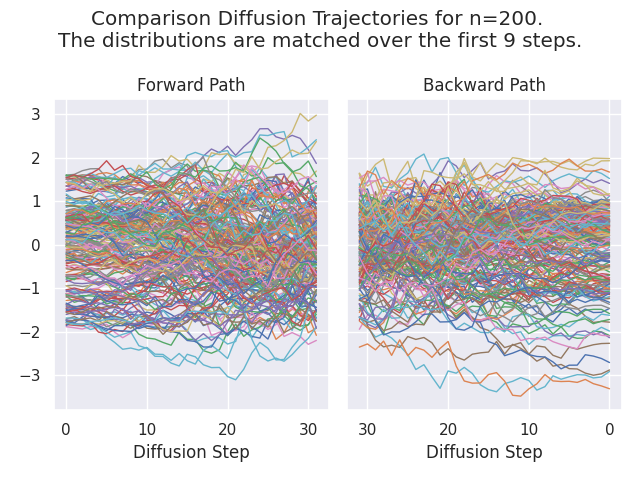 Comparison Diffusion Trajectories for n=200.
The distributions are matched over the first 9 steps.
Forward Path
Backward Path
3
2
1
0
−1
−2
−3
0 10 20 30
30 20 10 0
Diffusion Step
Diffusion Step